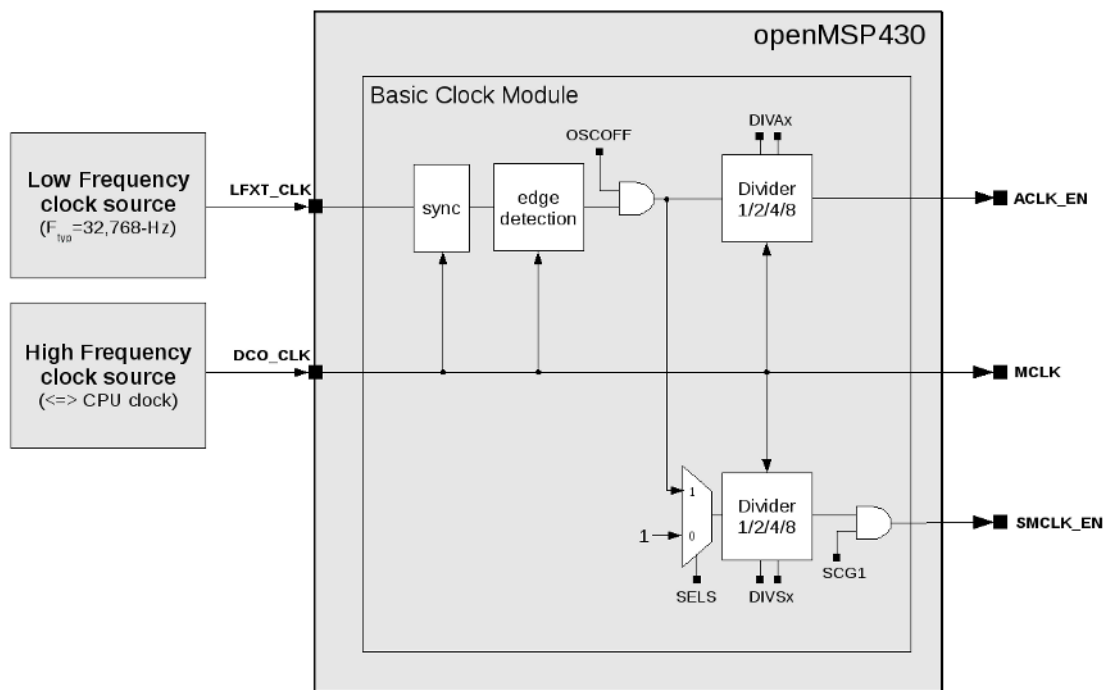 openMSP430
Basic Clock Module
OSCOFF
DIVAx
Low Frequency
clock source
(Ftyp=32,768-Hz)
LFXT_CLK
sync
edge
detection
Divider
1/2/4/8
ACLK_EN
High Frequency
clock source
(<=> CPU clock)
DCO_CLK
MCLK
1
1
0
Divider
1/2/4/8
SMCLK_EN
SELS
DIVSx
SCG1